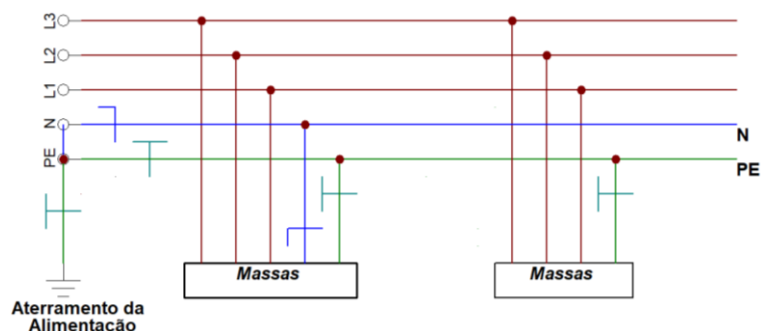 L3
L2
L1
N
PE
N
PE
Massas
Massas
Aterramento da
Alimentação